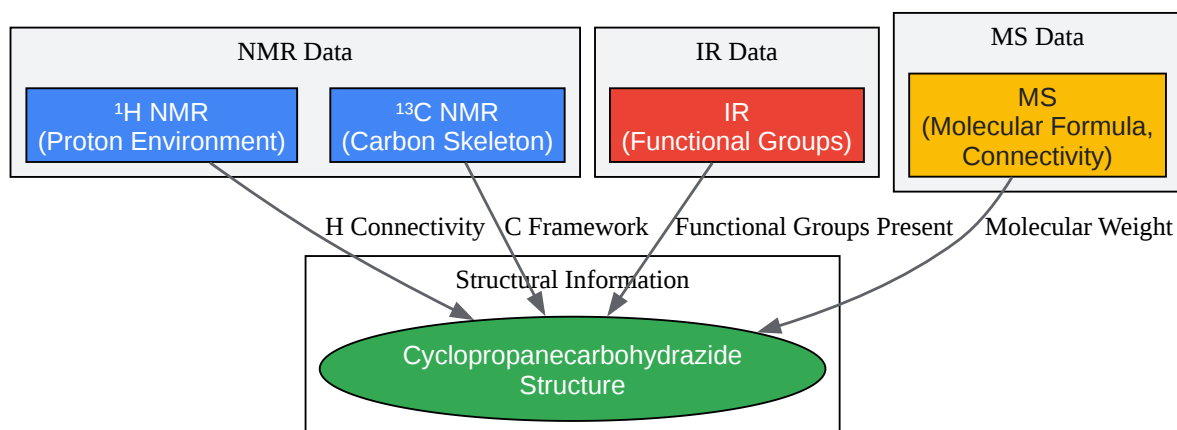 NMR Data
IR Data
MS Data
¹H NMR
(Proton Environment)
¹³C NMR
(Carbon Skeleton)
IR
(Functional Groups)
MS
(Molecular Formula,
Connectivity)
H Connectivity
C Framework
Functional Groups Present
Molecular Weight
Structural Information
Cyclopropanecarbohydrazide
Structure